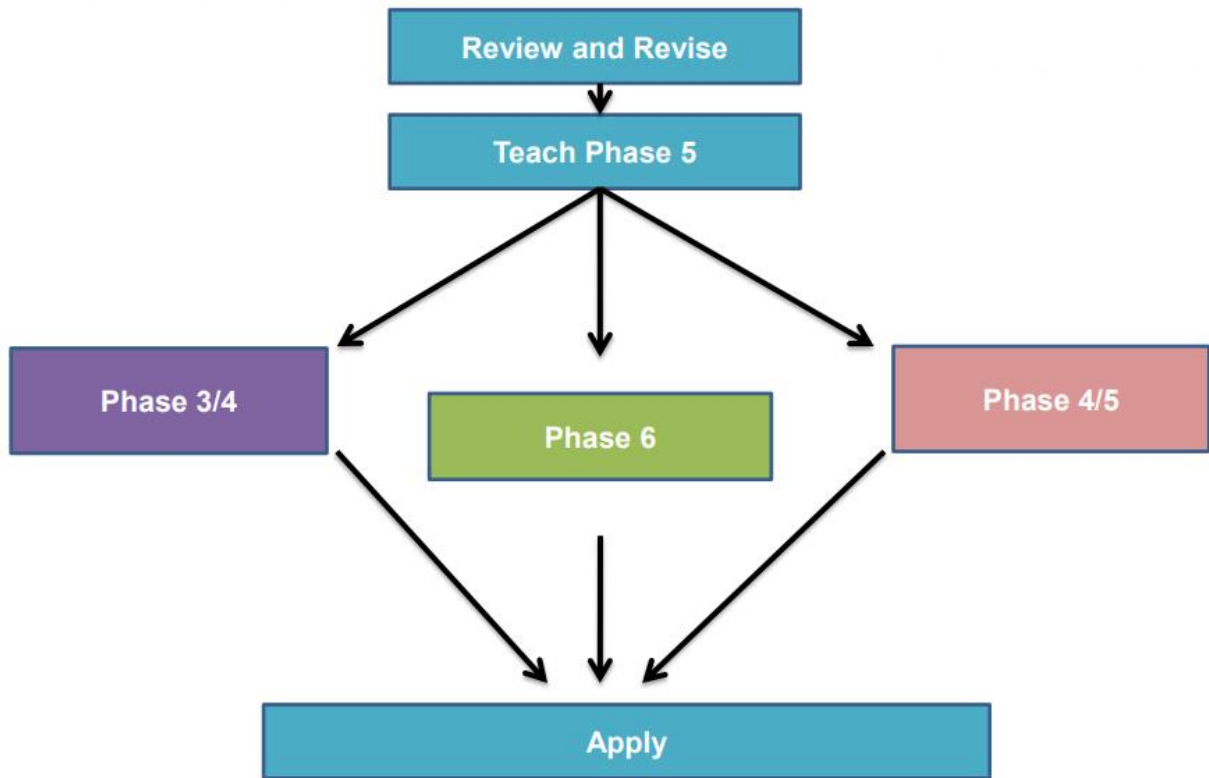 Review and Revise
Teach Phase 5
Phase 3/4
Phase 6
Phase 4/5
Apply